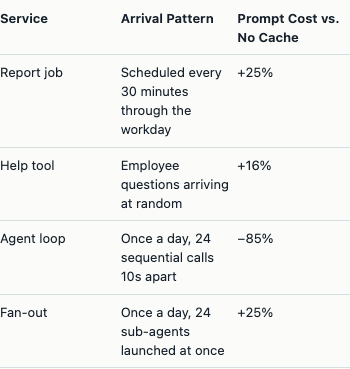 Service Arrival Pattern Prompt Cost vs.
No Cache
Report job Scheduled every +25%
30 minutes
through the
workday
Help tool Employee +16%
questions arriving
at random
Agent loop Once a day, 24 −85%
sequential calls
10s apart
Fan-out Once a day, 24 +25%
sub-agents
launched at once